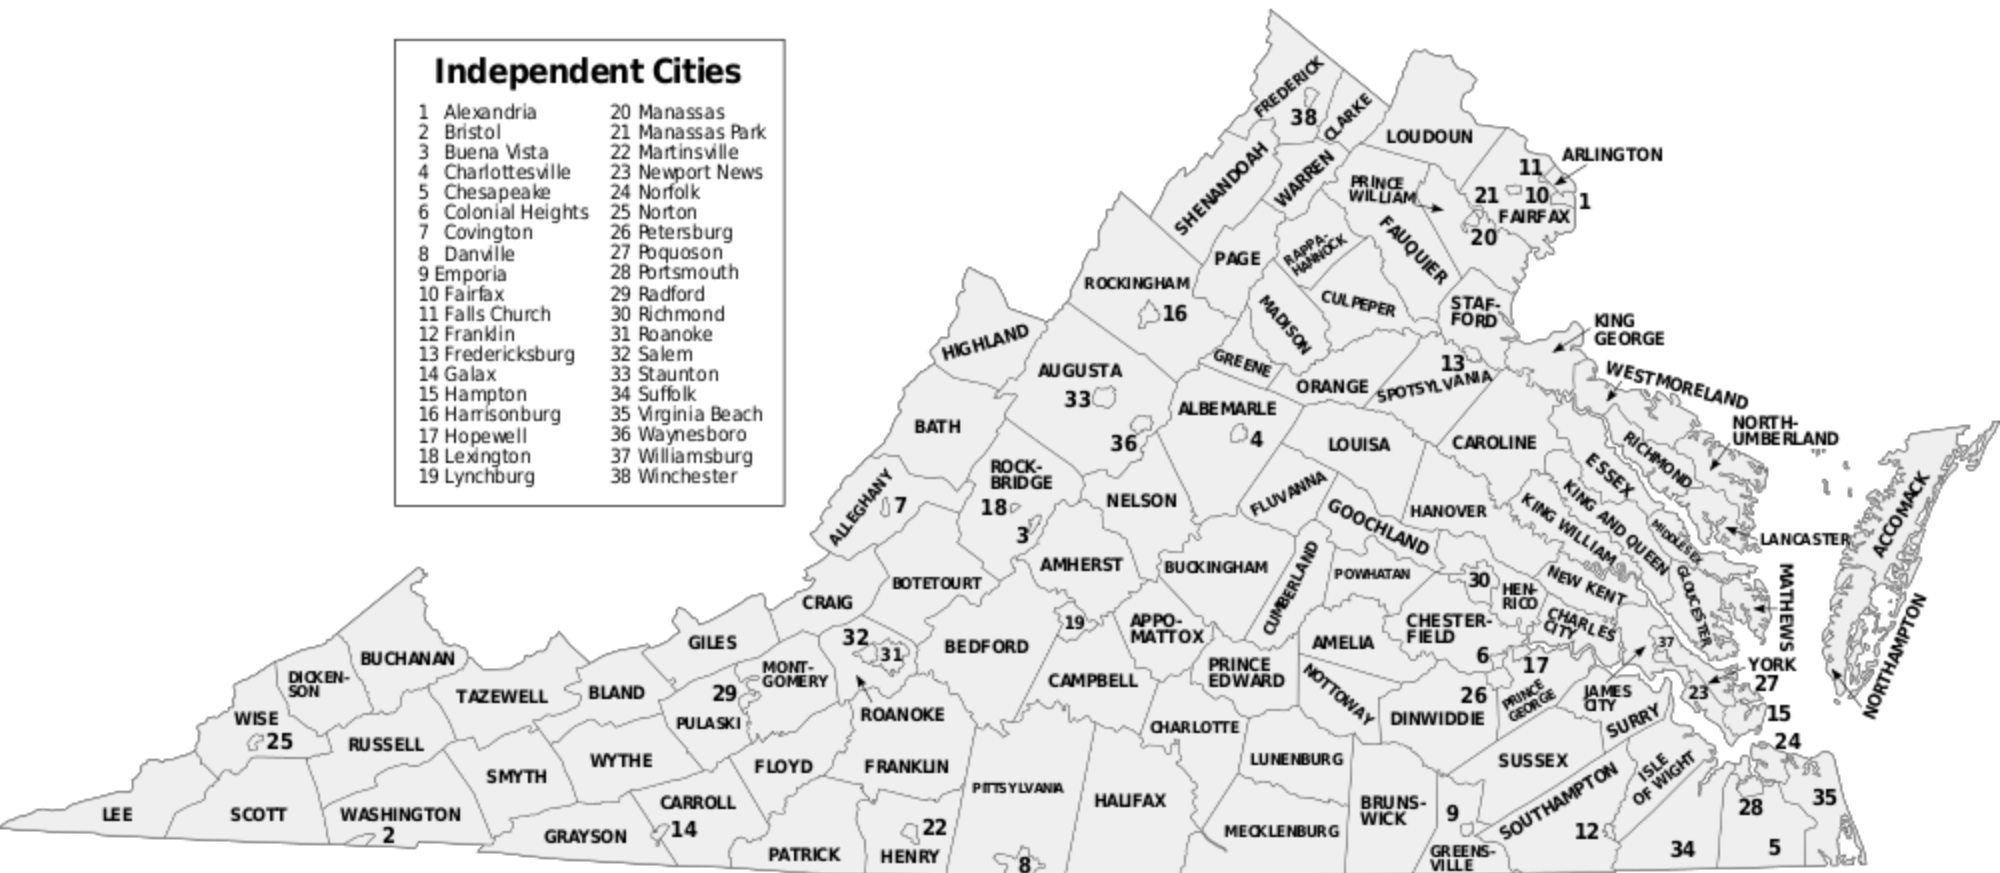 Independent Cities
1 Alexandria
2 Bristol
3 Buena Vista
4 Charlottesville
5 Chesapeake
6 Colonial Heights
7 Covington
8 Danville
9 Emporia
10 Fairfax
11 Falls Church
12 Franklin
13 Fredericksburg
14 Galax
15 Hampton
16 Harrisonburg
17 Hopewell
18 Lexington
19 Lynchburg
20 Manassas
21 Manassas Park
22 Martinsville
23 Newport News
24 Norfolk
25 Norton
26 Petersburg
27 Poquoson
28 Portsmouth
29 Radford
30 Richmond
31 Roanoke
32 Salem
33 Staunton
34 Suffolk
35 Virginia Beach
36 Waynesboro
37 Williamsburg
38 Winchester
FREDERICK
38
CLARKE
LOUDOUN
ARLINGTON
11
10
1
21
FAIRFAX
20
PRINCE
WILLIAM
SHENANDOAH
WARREN
FAUQUIER
PAGE
RAPPA-
HANNOCK
ROCKINGHAM
16
CULPEPER
MADISON
STAF-
FORD
KING
GEORGE
HIGHLAND
AUGUSTA
33
36
GREENE
ORANGE
13
SPOTSYLVANIA
WESTMORELAND
NORTH-
UMBERLAND
RICHMOND
LANCASTER
ACCOMACK
NORTHAMPTON
BATH
ALBEMARLE
4
LOUISA
CAROLINE
ESSEX
KING AND QUEEN
KING WILLIAM
MIDDLESEX
GLOUCESTER
MATHEWS
ROCK-
BRIDGE
18
3
NELSON
FLUVANNA
GOOCHLAND
HANOVER
ALLEGHANY
7
AMHERST
BUCKINGHAM
CUMBERLAND
POWHATAN
30
HEN-
RICO
NEW KENT
CHARLES
CITY
37
YORK
27
23
15
24
BOTETOURT
CRAIG
32
31
BEDFORD
19
APPO-
MATTOX
CAMPBELL
PRINCE
EDWARD
AMELIA
CHESTER-
FIELD
6
17
26
PRINCE
GEORGE
JAMES
CITY
SURRY
NOTTOWAY
DINWIDDIE
GILES
MONT-
GOMERY
29
PULASKI
ROANOKE
BUCHANAN
DICKEN-
SON
TAZEWELL
BLAND
WISE
25
RUSSELL
SMYTH
WYTHE
FLOYD
FRANKLIN
CHARLOTTE
LUNENBURG
SUSSEX
ISLE
OF WIGHT
SOUTHAMPTON
12
LEE
SCOTT
WASHINGTON
2
GRAYSON
CARROLL
14
PATRICK
HENRY
22
PITTSYLVANIA
8
HALIFAX
MECKLENBURG
BRUNS-
WICK
9
GREENS-
VILLE
34
28
5
35